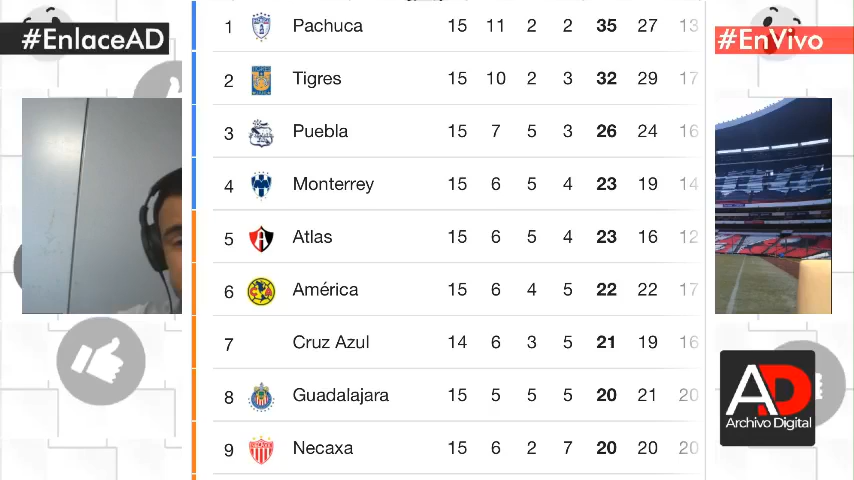 #EnlaceAD
#EnVivo
1 Pachuca 15 11 2 2 35 27 13
2 Tigres 15 10 2 3 32 29 17
3 Puebla 15 7 5 3 26 24 16
4 Monterrey 15 6 5 4 23 19 14
5 Atlas 15 6 5 4 23 16 12
6 América 15 6 4 5 22 22 17
7 Cruz Azul 14 6 3 5 21 19 16
8 Guadalajara 15 5 5 5 20 21 20
9 Necaxa 15 6 2 7 20 20 20
AD
Archivo Digital